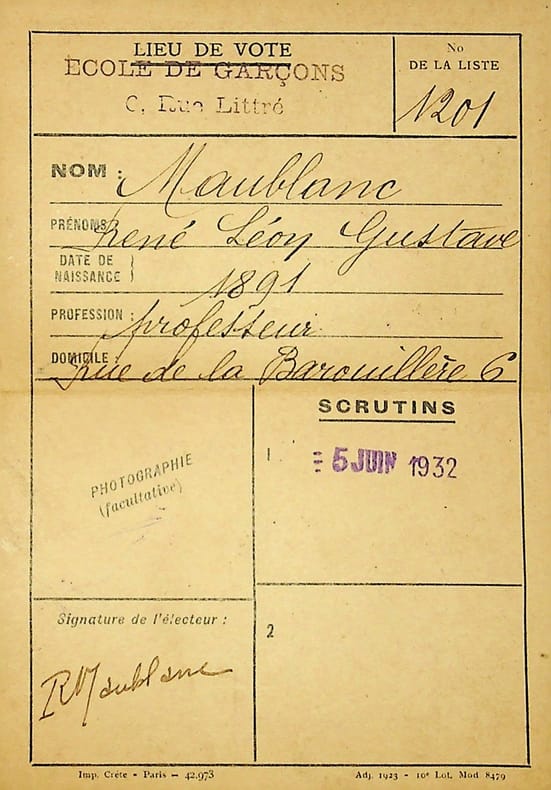 LIEU DE VOTE
ECOLE DE GARÇONS
6, Rue Littré
No
DE LA LISTE
1201
NOM : Maublanc
PRÉNOMS René Léon Gustave
DATE DE
NAISSANCE } 1891
PROFESSION : professeur
DOMICILE : rue de la Barouillère 6
PHOTOGRAPHIE
(facultative)
SCRUTINS
1
= 5 JUIN 1932
Signature de l'électeur :
RMaublanc
2
Imp. Créte - Paris — 42.973
Adj. 1923 - 10e Lot. Mod 8479